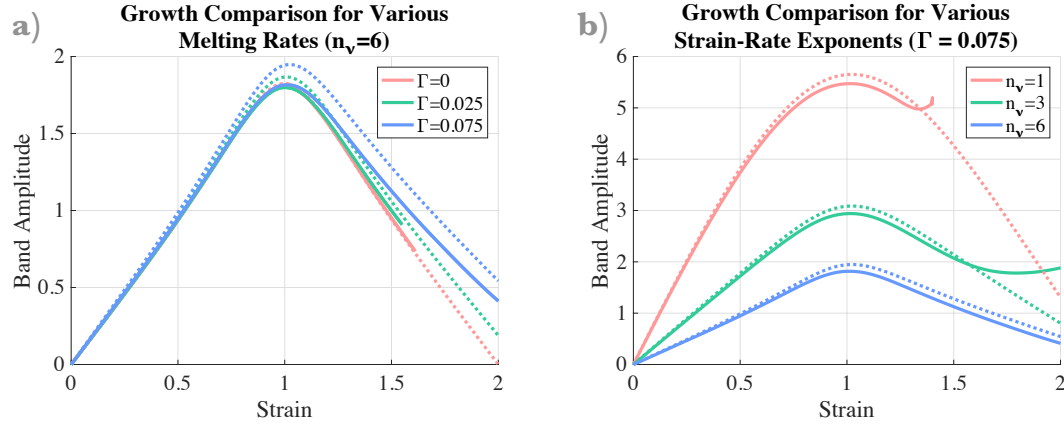 a)
Growth Comparison for Various
Melting Rates (nᵥ=6)
2
1.5
1
0.5
0
Band Amplitude
0
0.5
1
1.5
2
Strain
Γ=0
Γ=0.025
Γ=0.075
b)
Growth Comparison for Various
Strain-Rate Exponents (Γ = 0.075)
6
5
4
3
2
1
0
Band Amplitude
0
0.5
1
1.5
2
Strain
nᵥ=1
nᵥ=3
nᵥ=6